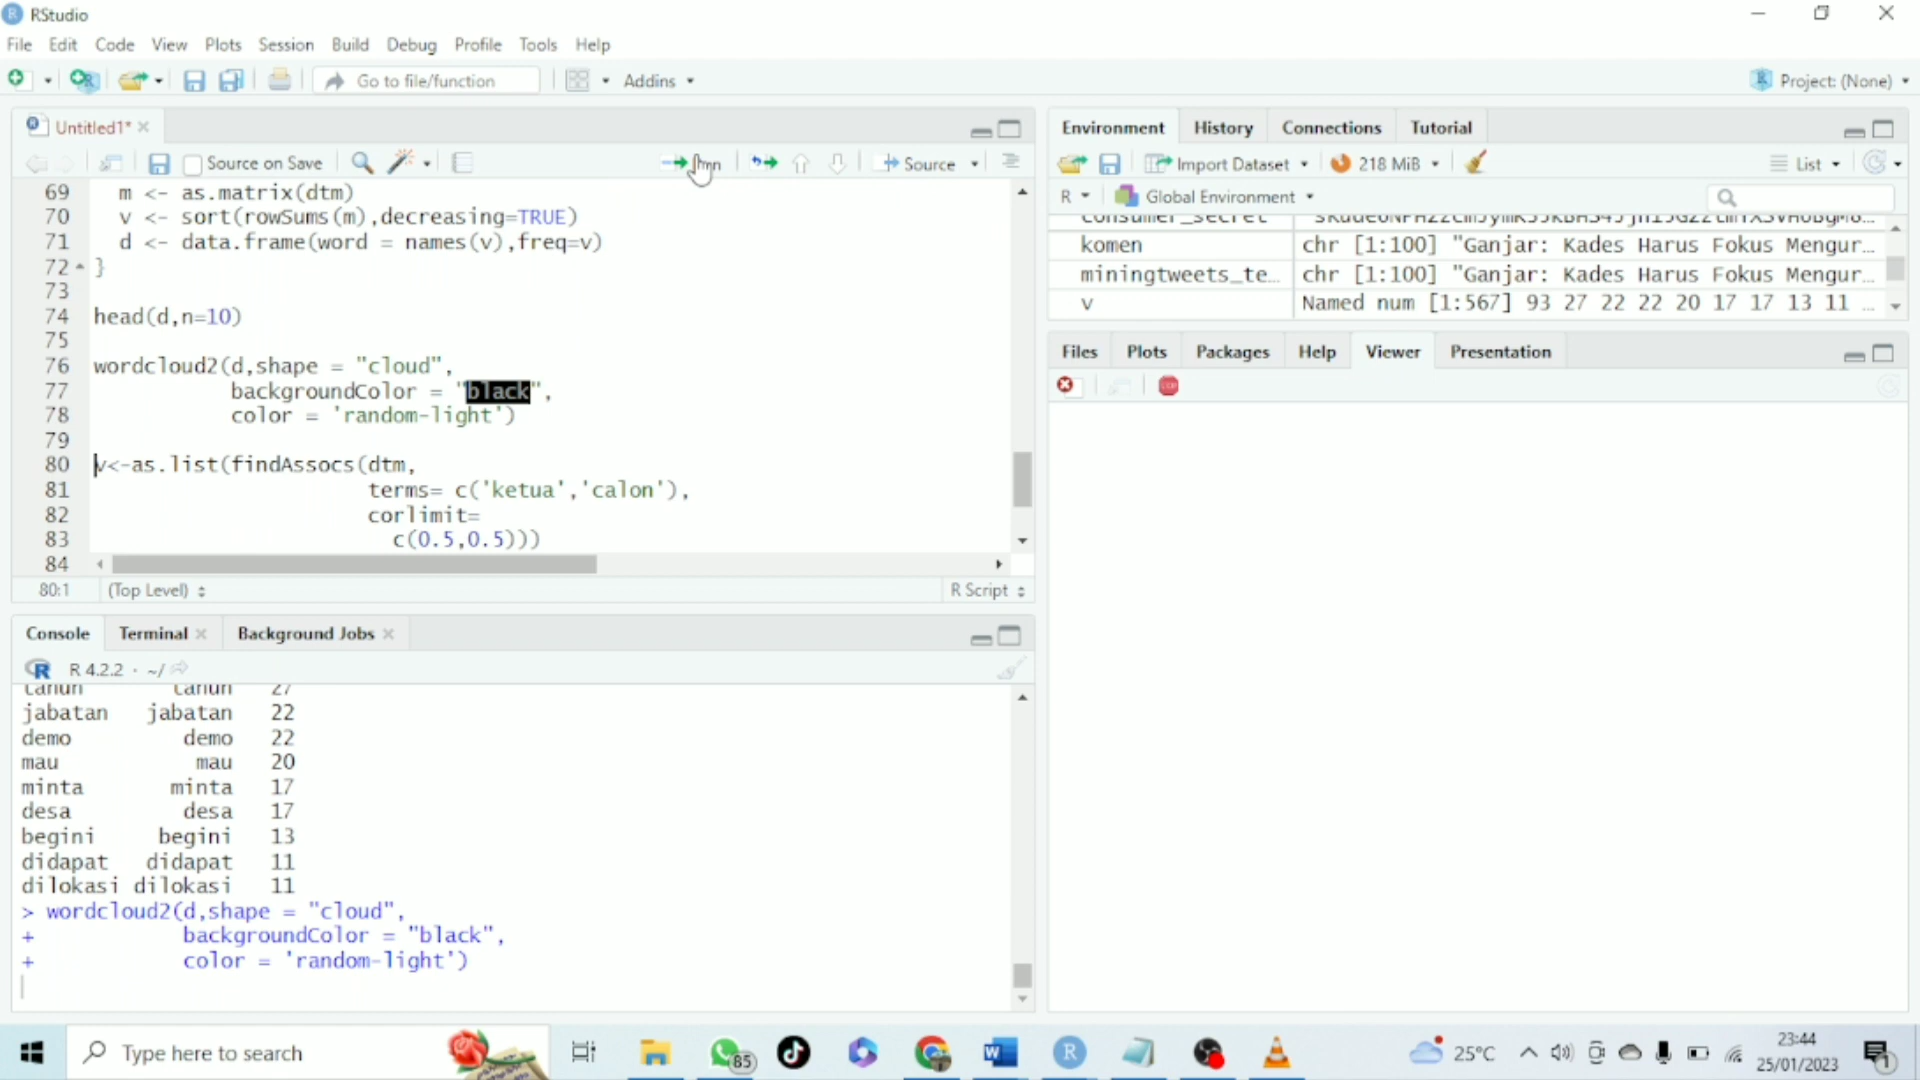 RStudio
File Edit Code View Plots Session Build Debug Profile Tools Help
Go to file/function Addins Project: (None)
Untitled1*
Source on Save Source
69 m <- as.matrix(dtm)
70 v <- sort(rowSums(m),decreasing=TRUE)
71 d <- data.frame(word = names(v),freq=v)
72 }
73
74 head(d,n=10)
75
76 wordcloud2(d,shape = "cloud",
77 backgroundColor = "black",
78 color = 'random-light')
79
80 v<-as.list(findAssocs(dtm,
81 terms= c('ketua','calon'),
82 corlimit=
83 c(0.5,0.5)))
84
80:1 (Top Level) R Script
Console Terminal Background Jobs
R 4.2.2 · ~/
tahun tahun 27
jabatan jabatan 22
demo demo 22
mau mau 20
minta minta 17
desa desa 17
begini begini 13
didapat didapat 11
dilokasi dilokasi 11
> wordcloud2(d,shape = "cloud",
+ backgroundColor = "black",
+ color = 'random-light')
Environment History Connections Tutorial
Import Dataset 218 MiB List
R Global Environment
consumer_secret
komen chr [1:100] "Ganjar: Kades Harus Fokus Mengur…
miningtweets_te… chr [1:100] "Ganjar: Kades Harus Fokus Mengur…
v Named num [1:567] 93 27 22 22 20 17 17 13 11 …
Files Plots Packages Help Viewer Presentation
STOP
Type here to search
85
25°C
23:44
25/01/2023
1